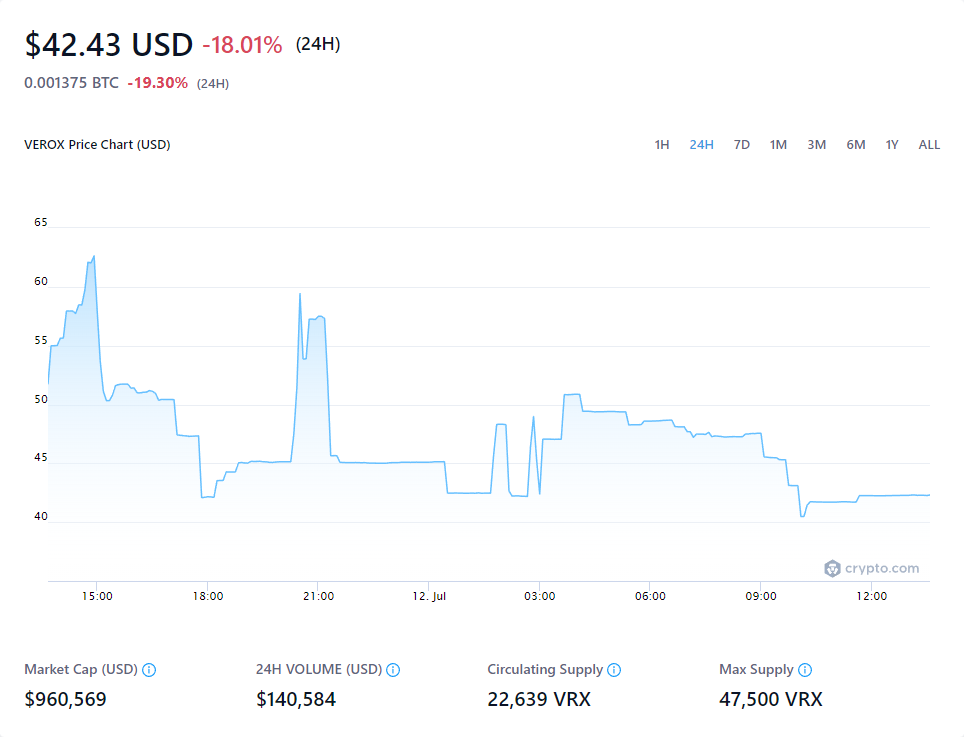 $42.43 USD -18.01% (24H)
0.001375 BTC -19.30% (24H)
VEROX Price Chart (USD) 1H 24H 7D 1M 3M 6M 1Y ALL
65
60
55
50
45
40
crypto.com
15:00 18:00 21:00 12. Jul 03:00 06:00 09:00 12:00
Market Cap (USD) 24H VOLUME (USD) Circulating Supply Max Supply
$960,569 $140,584 22,639 VRX 47,500 VRX